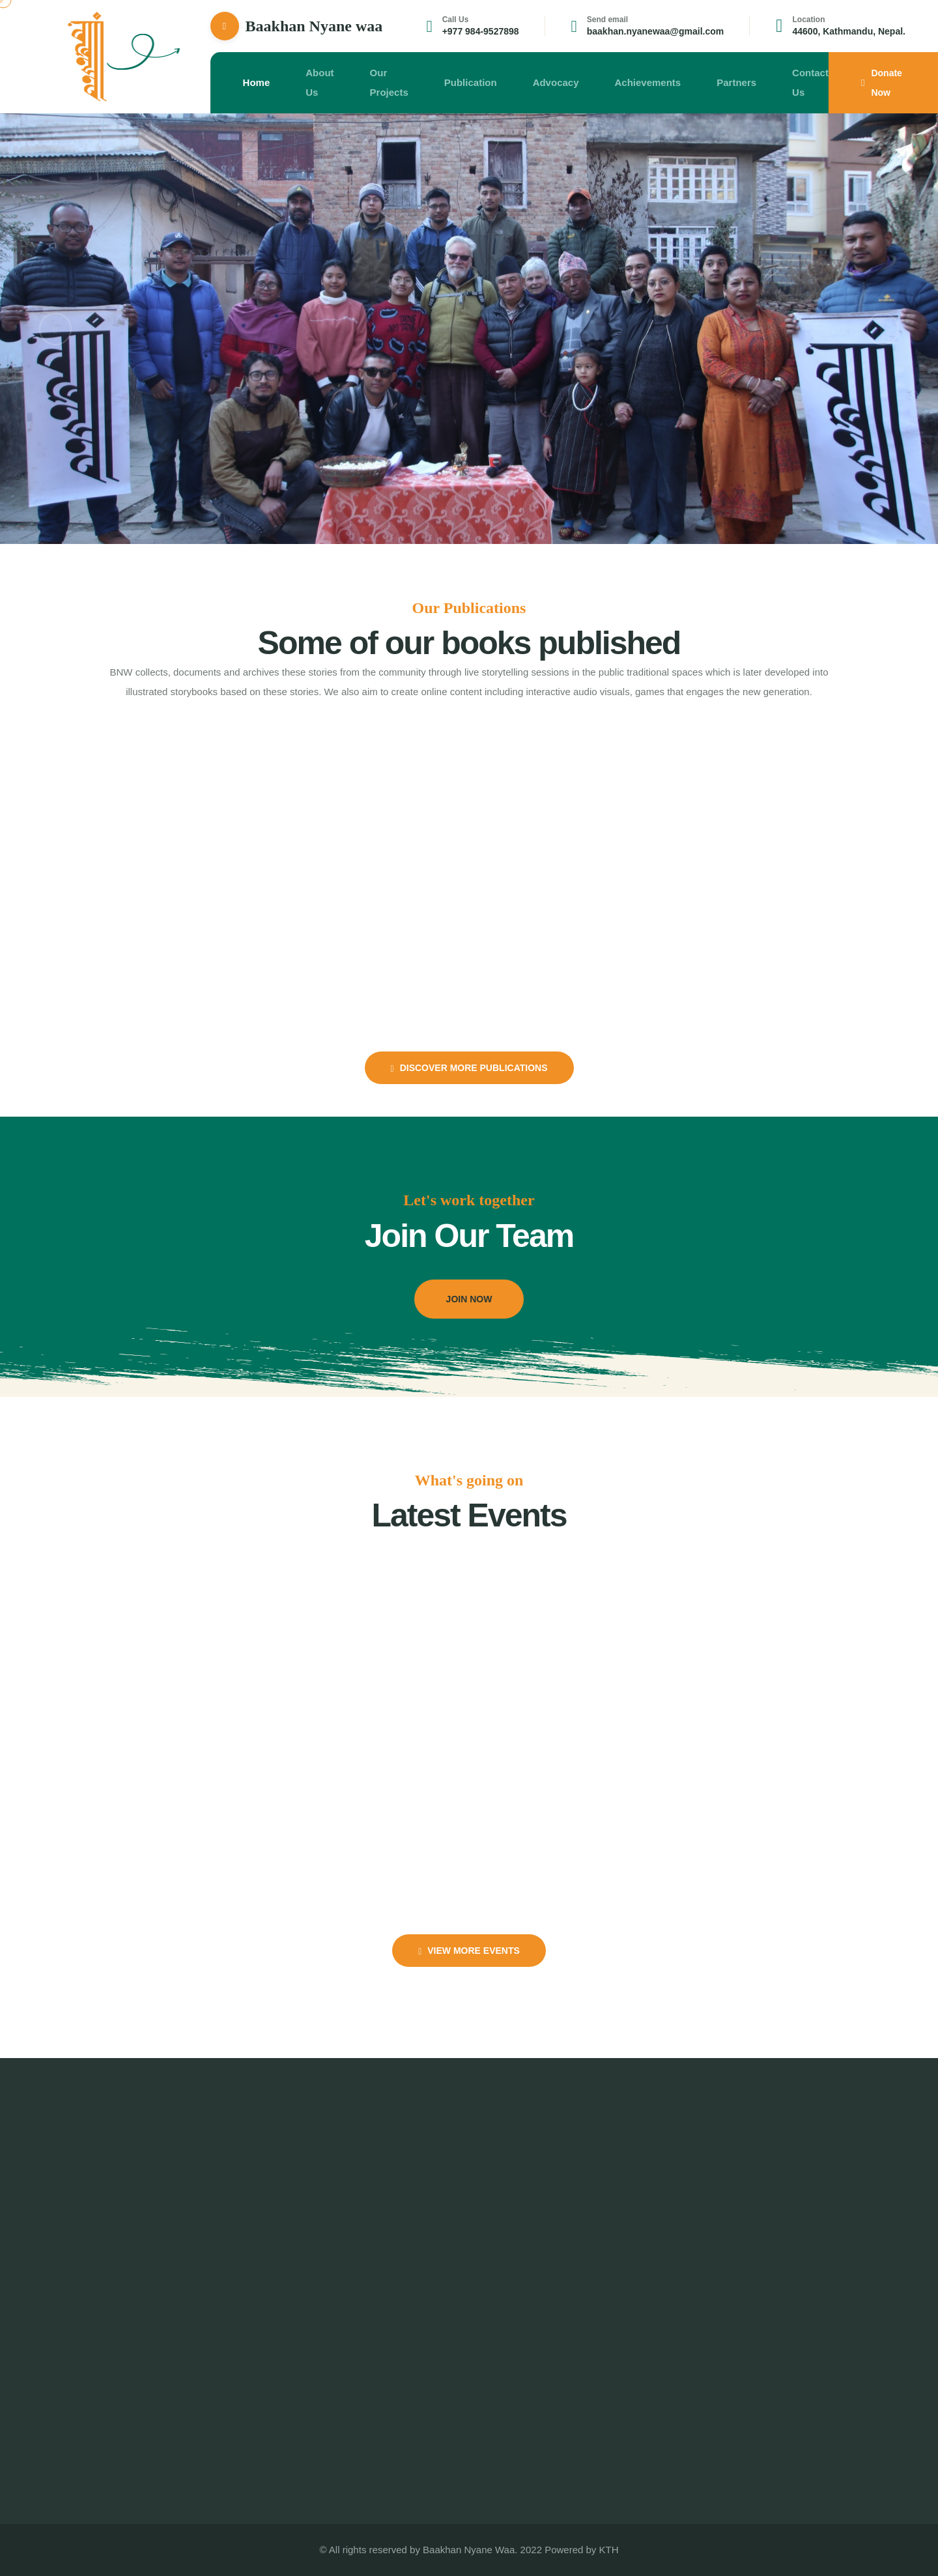 Baakhan Nyane waa
Call Us
+977 984-9527898
Send email
baakhan.nyanewaa@gmail.com
Location
44600, Kathmandu, Nepal.
Home
About Us
Our Projects
Publication
Advocacy
Achievements
Partners
Contact Us
Donate Now
Our Publications
Some of our books published
BNW collects, documents and archives these stories from the community through live storytelling sessions in the public traditional spaces which is later developed into
illustrated storybooks based on these stories. We also aim to create online content including interactive audio visuals, games that engages the new generation.
DISCOVER MORE PUBLICATIONS
Let's work together
Join Our Team
JOIN NOW
What's going on
Latest Events
VIEW MORE EVENTS
© All rights reserved by Baakhan Nyane Waa. 2022 Powered by KTH